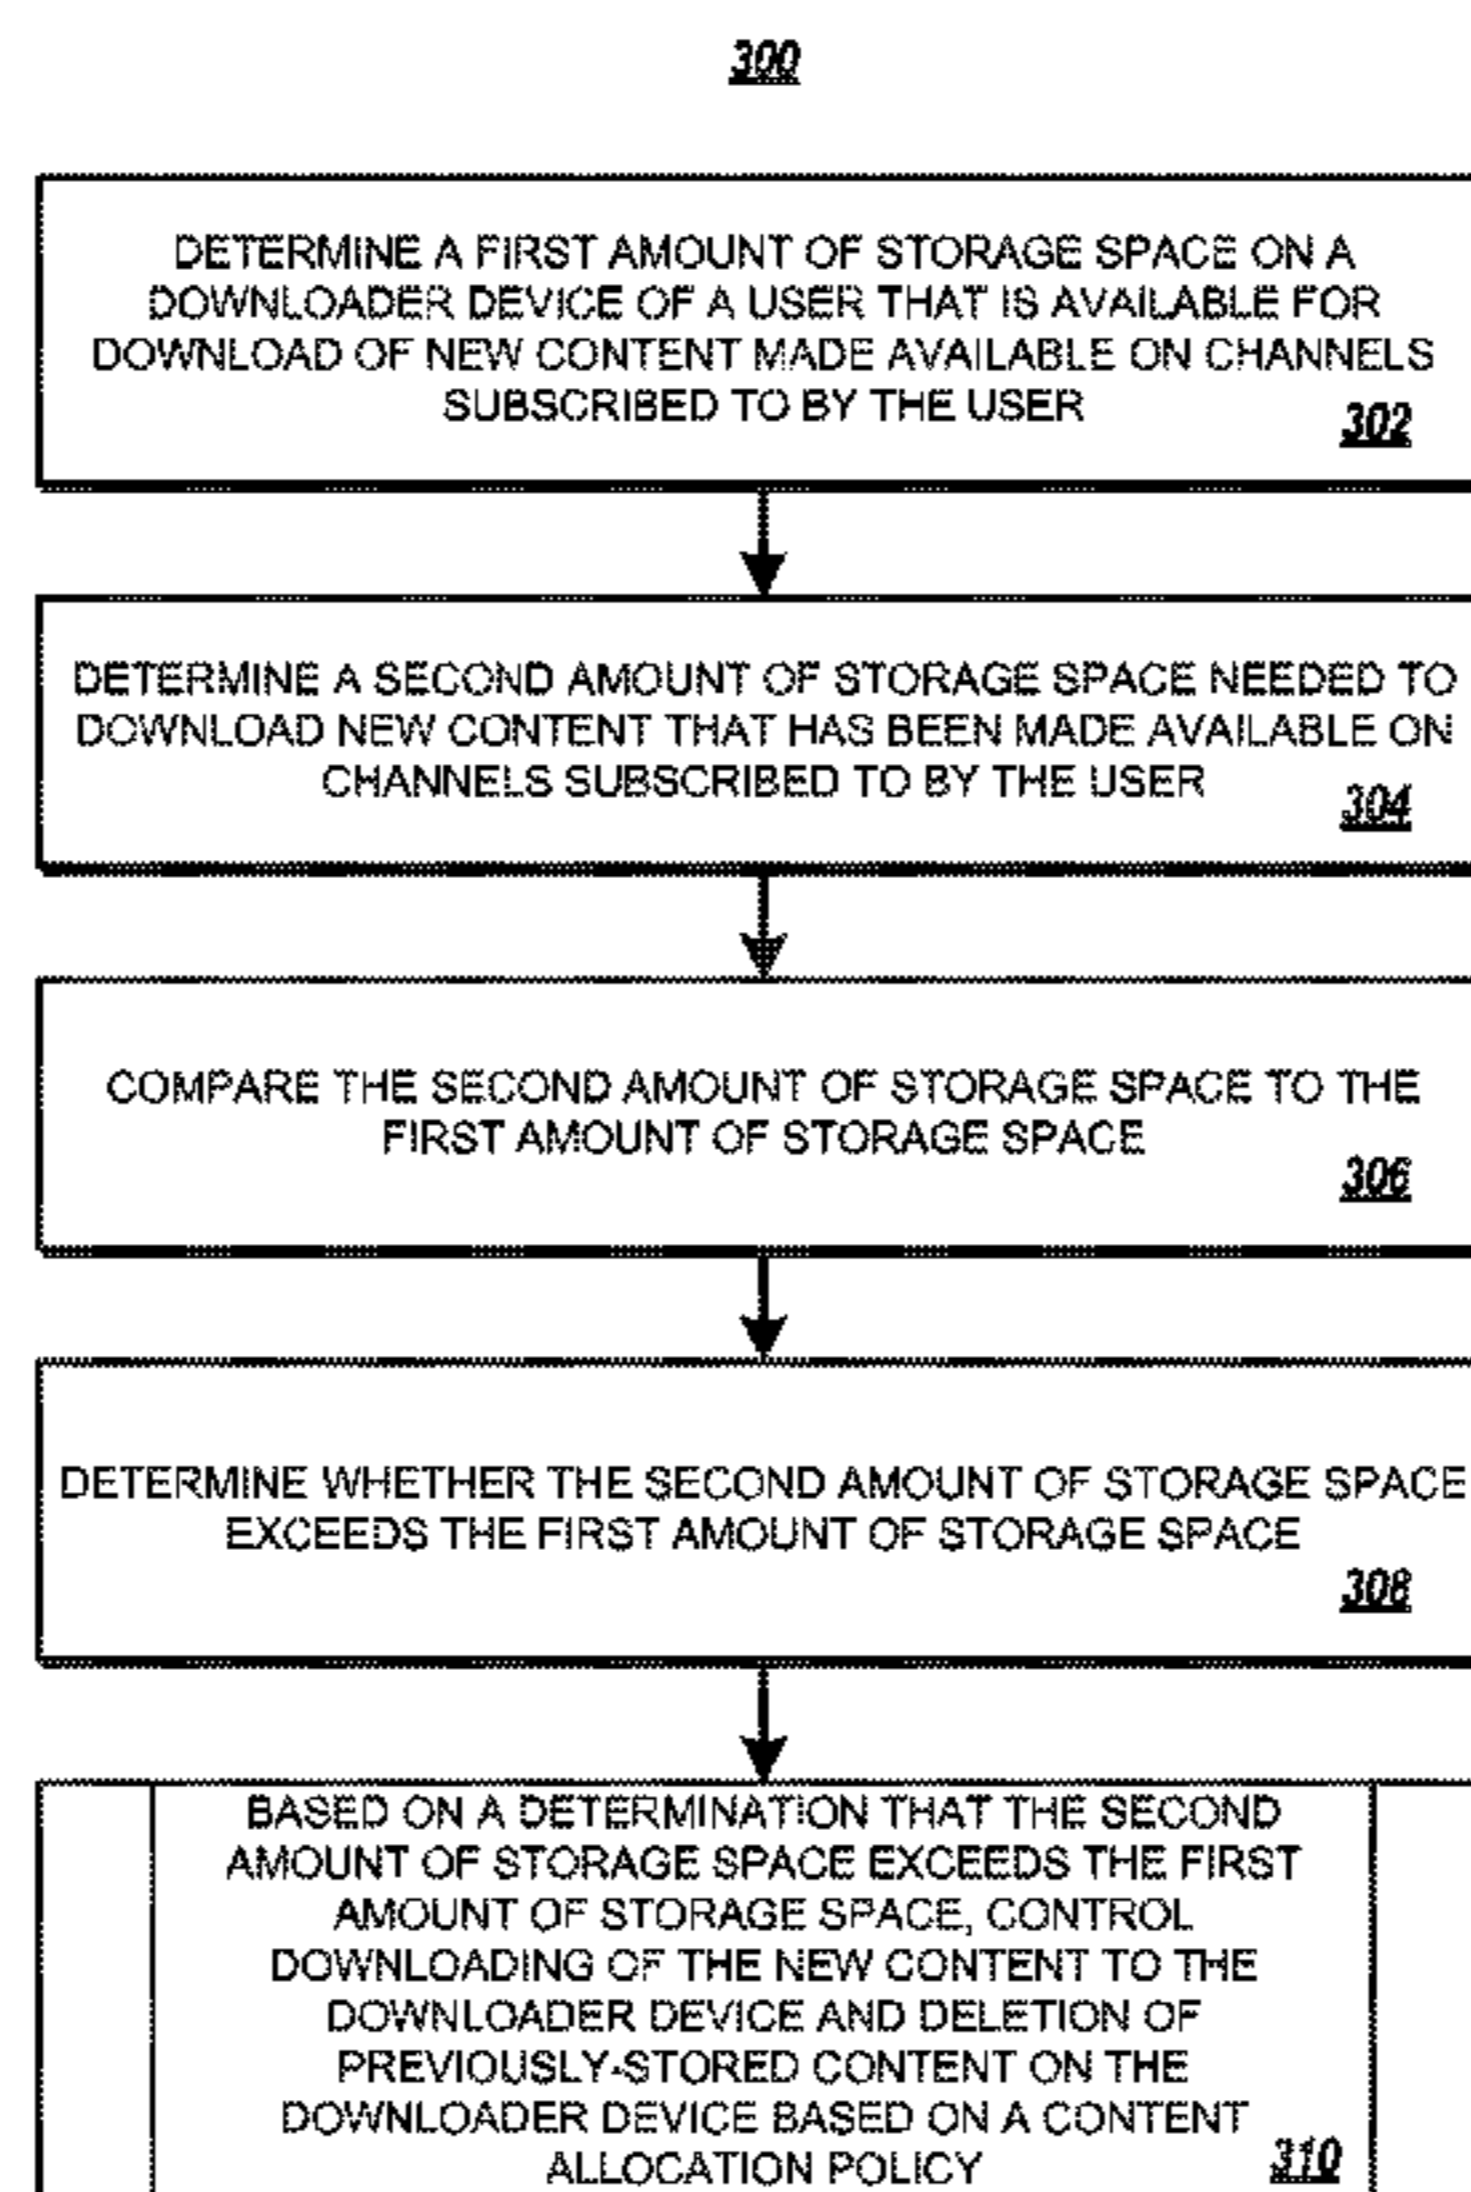 300
DETERMINE A FIRST AMOUNT OF STORAGE SPACE ON A
DOWNLOADER DEVICE OF A USER THAT IS AVAILABLE FOR
DOWNLOAD OF NEW CONTENT MADE AVAILABLE ON CHANNELS
SUBSCRIBED TO BY THE USER
302
DETERMINE A SECOND AMOUNT OF STORAGE SPACE NEEDED TO
DOWNLOAD NEW CONTENT THAT HAS BEEN MADE AVAILABLE ON
CHANNELS SUBSCRIBED TO BY THE USER
304
COMPARE THE SECOND AMOUNT OF STORAGE SPACE TO THE
FIRST AMOUNT OF STORAGE SPACE
306
DETERMINE WHETHER THE SECOND AMOUNT OF STORAGE SPACE
EXCEEDS THE FIRST AMOUNT OF STORAGE SPACE
308
BASED ON A DETERMINATION THAT THE SECOND
AMOUNT OF STORAGE SPACE EXCEEDS THE FIRST
AMOUNT OF STORAGE SPACE, CONTROL
DOWNLOADING OF THE NEW CONTENT TO THE
DOWNLOADER DEVICE AND DELETION OF
PREVIOUSLY-STORED CONTENT ON THE
DOWNLOADER DEVICE BASED ON A CONTENT
ALLOCATION POLICY
310